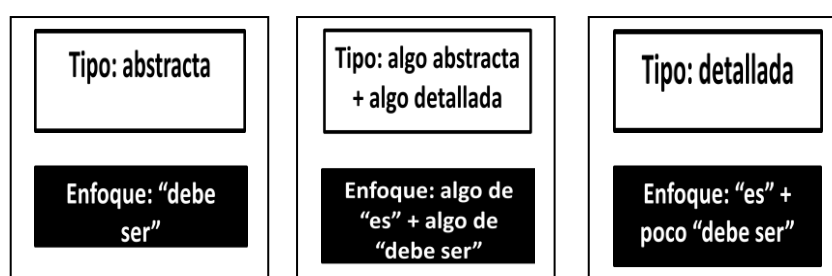 Tipo: abstracta
Enfoque: “debe
ser”
Tipo: algo abstracta
+ algo detallada
Enfoque: algo de
“es” + algo de
“debe ser”
Tipo: detallada
Enfoque: “es” +
poco “debe ser”